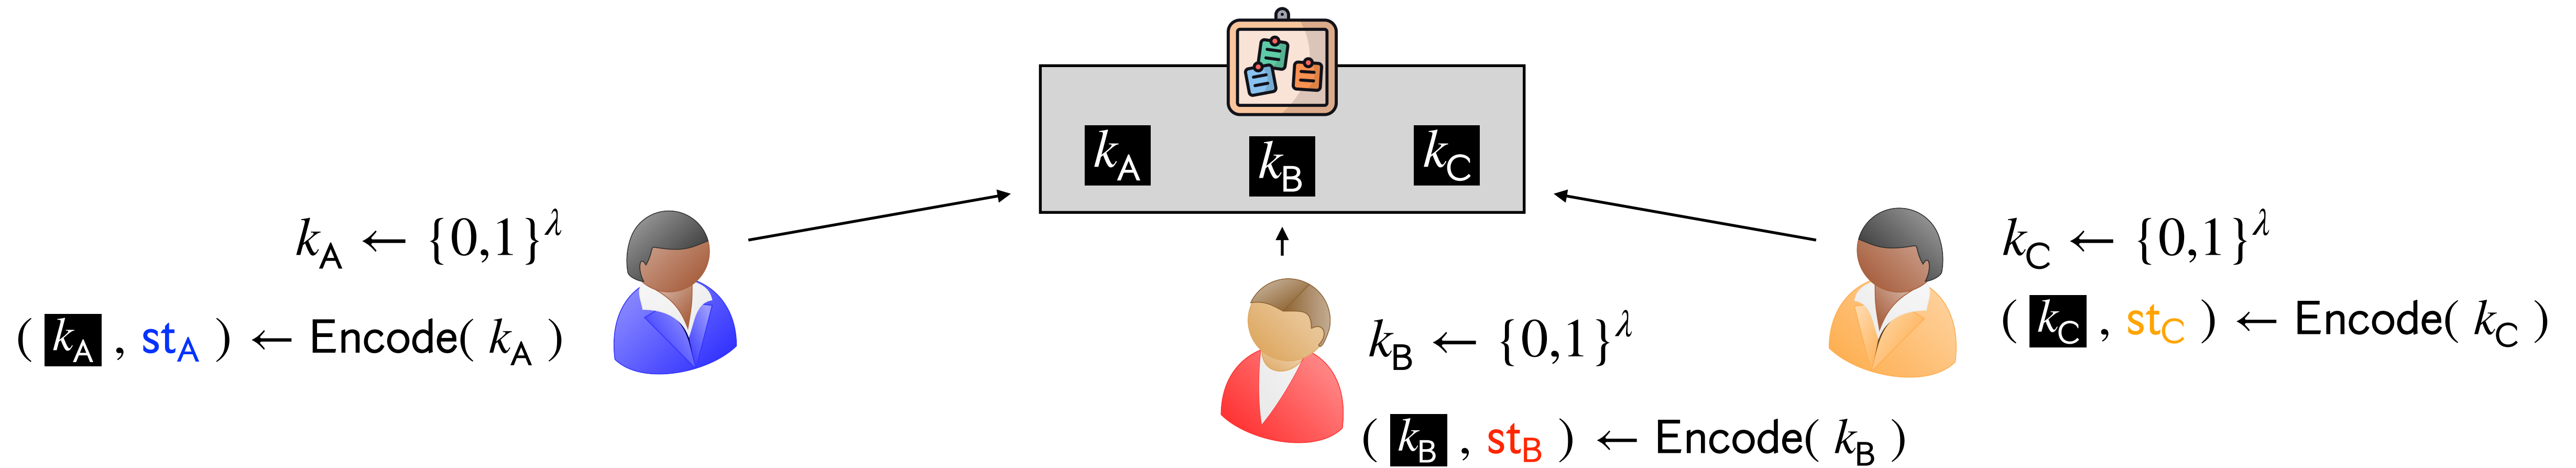 k_A k_B k_C
k_A ← {0,1}^λ
( k_A , st_A ) ← Encode( k_A )
k_B ← {0,1}^λ
( k_B , st_B ) ← Encode( k_B )
k_C ← {0,1}^λ
( k_C , st_C ) ← Encode( k_C )